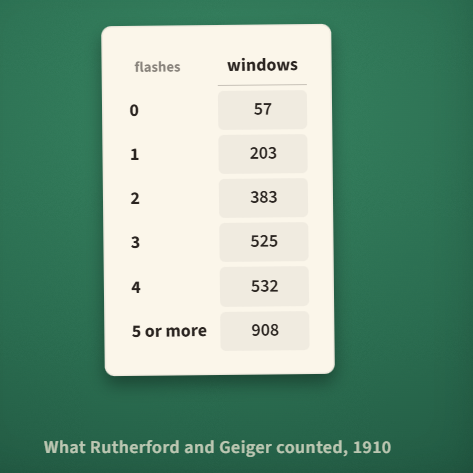 flashes windows
0 57
1 203
2 383
3 525
4 532
5 or more 908
What Rutherford and Geiger counted, 1910